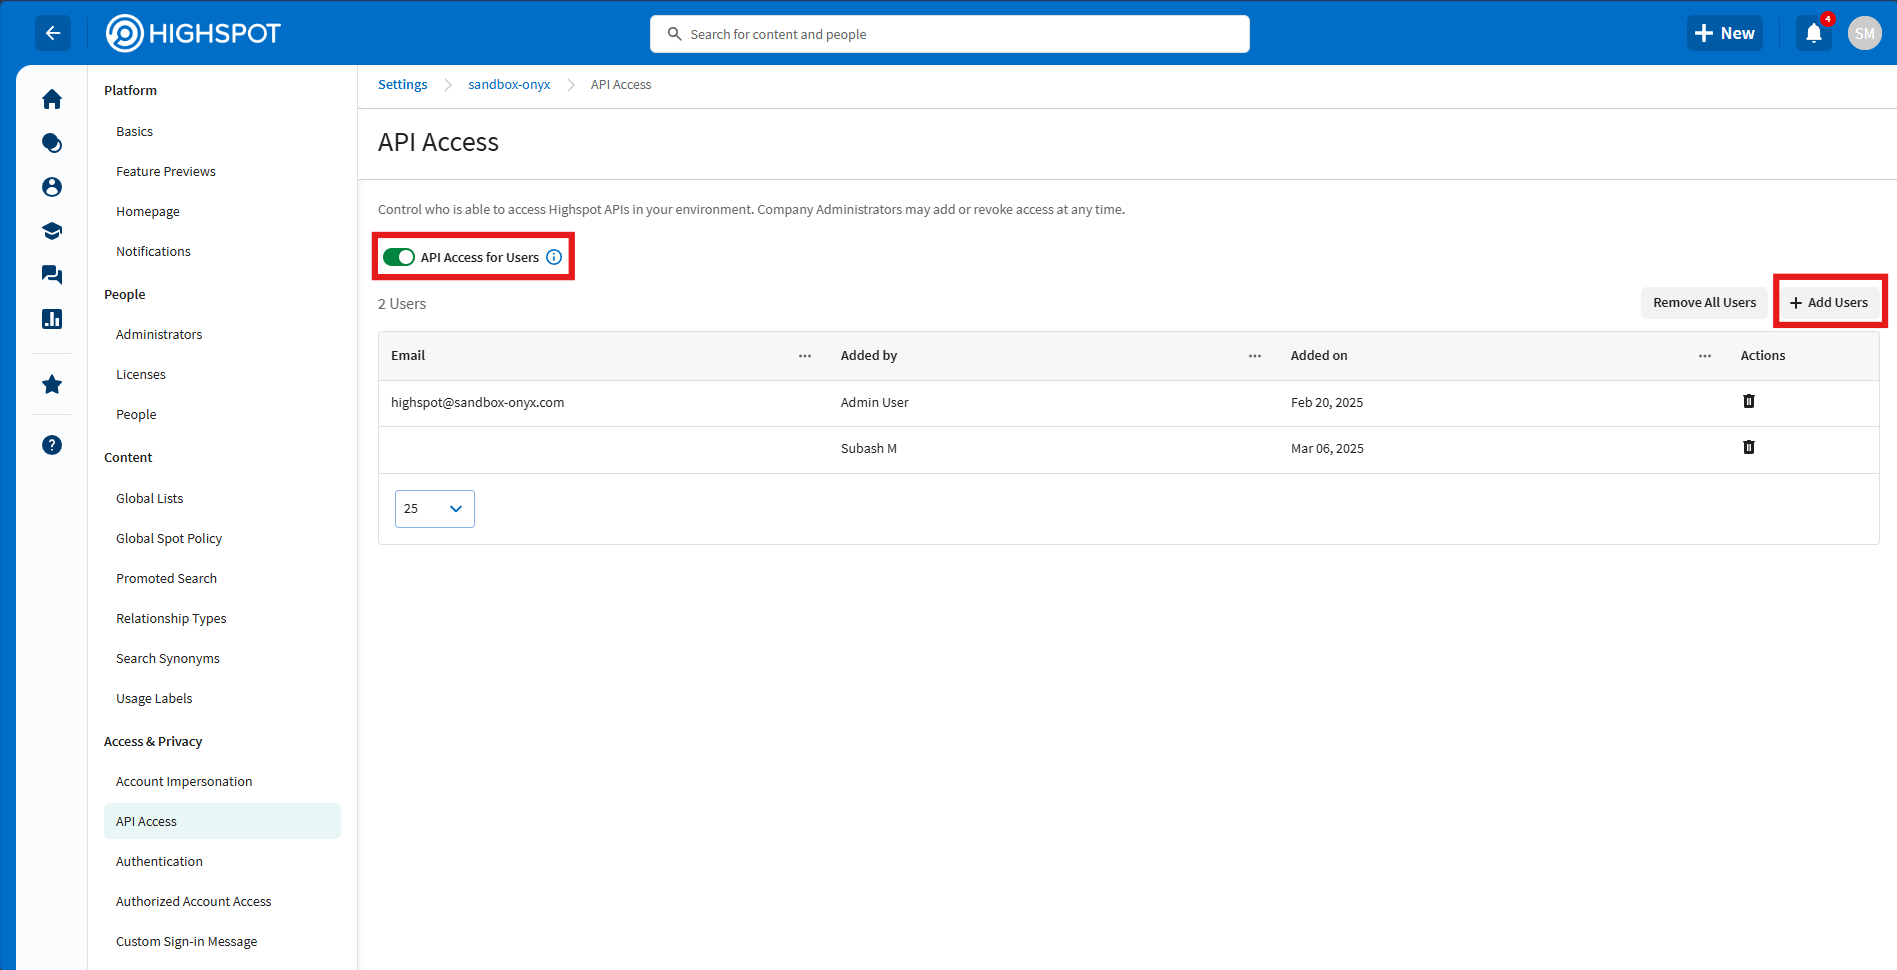 HIGHSPOT
Search for content and people
New
4
SM
Platform
Basics
Feature Previews
Homepage
Notifications
People
Administrators
Licenses
People
Content
Global Lists
Global Spot Policy
Promoted Search
Relationship Types
Search Synonyms
Usage Labels
Access & Privacy
Account Impersonation
API Access
Authentication
Authorized Account Access
Custom Sign-in Message
Settings sandbox-onyx API Access
API Access
Control who is able to access Highspot APIs in your environment. Company Administrators may add or revoke access at any time.
API Access for Users
2 Users
Remove All Users
Add Users
Email Added by Added on Actions
highspot@sandbox-onyx.com Admin User Feb 20, 2025
Subash M Mar 06, 2025
25